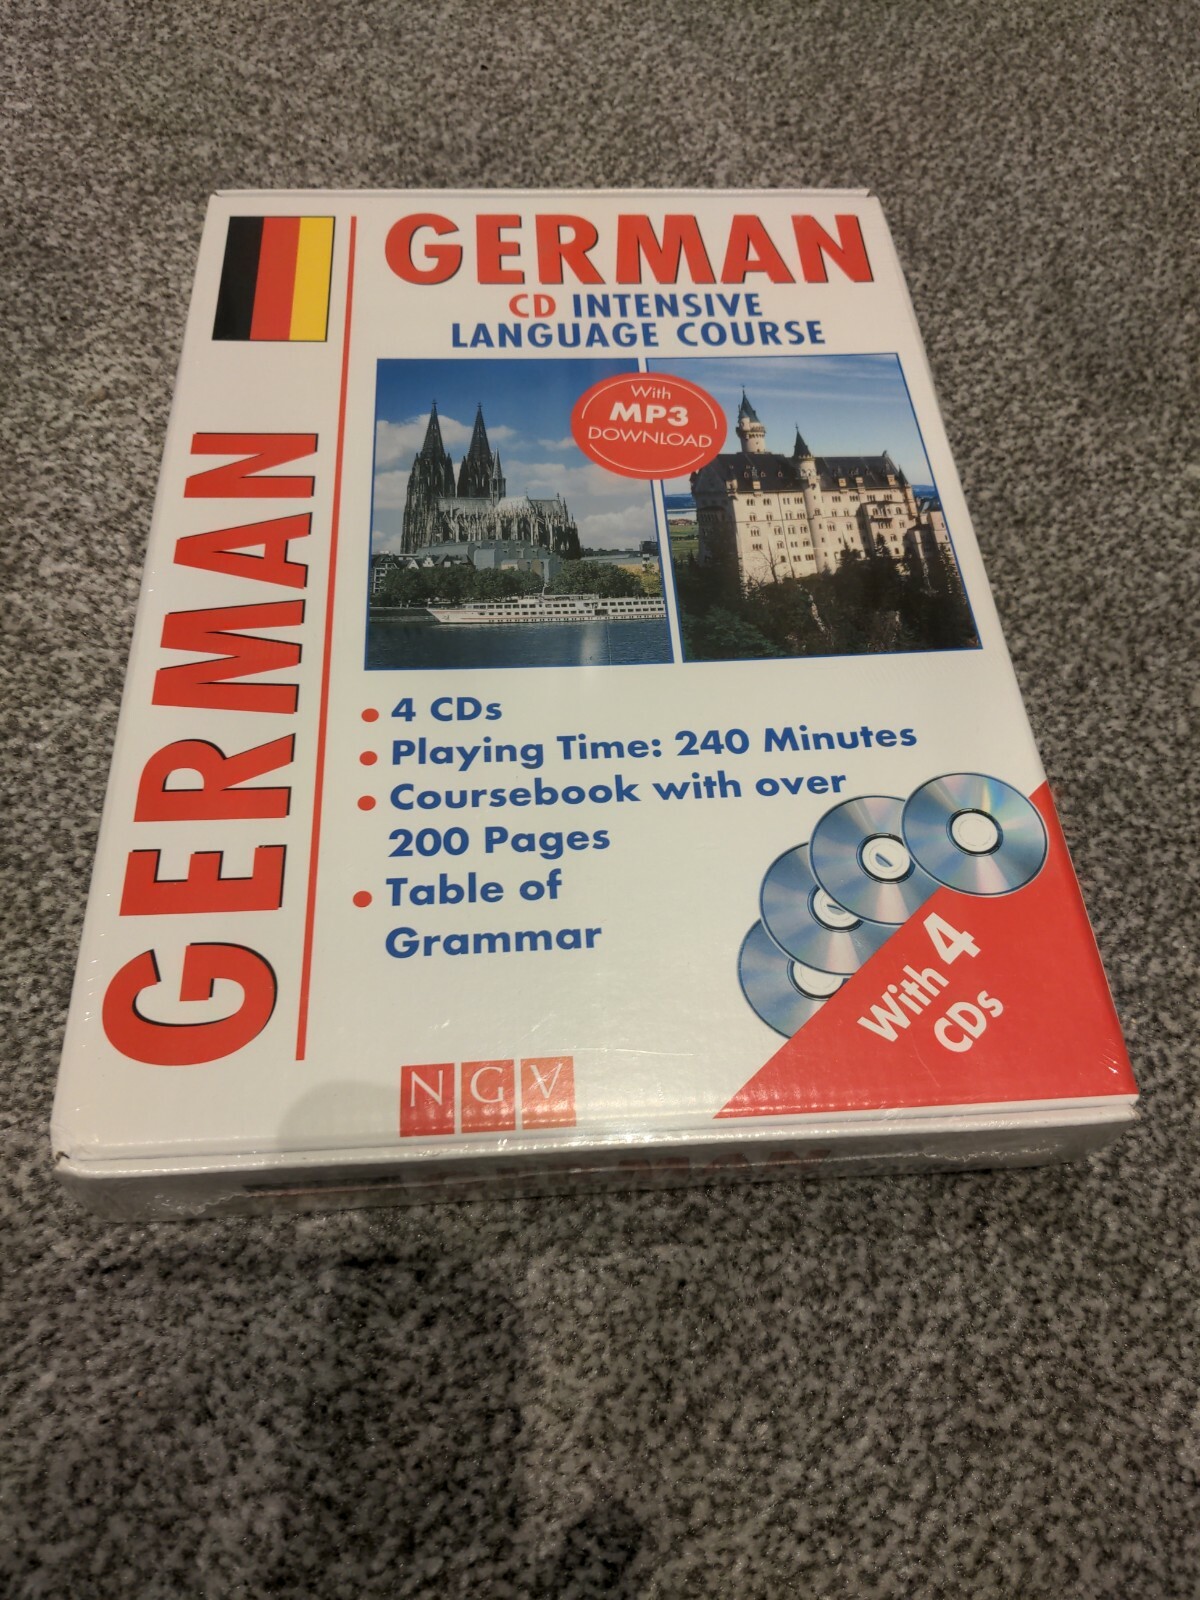 GERMAN
GERMAN
CD INTENSIVE
LANGUAGE COURSE
With
MP3
DOWNLOAD
• 4 CDs
• Playing Time: 240 Minutes
• Coursebook with over
200 Pages
• Table of
Grammar
With 4
CDs
NGV
GERMAN